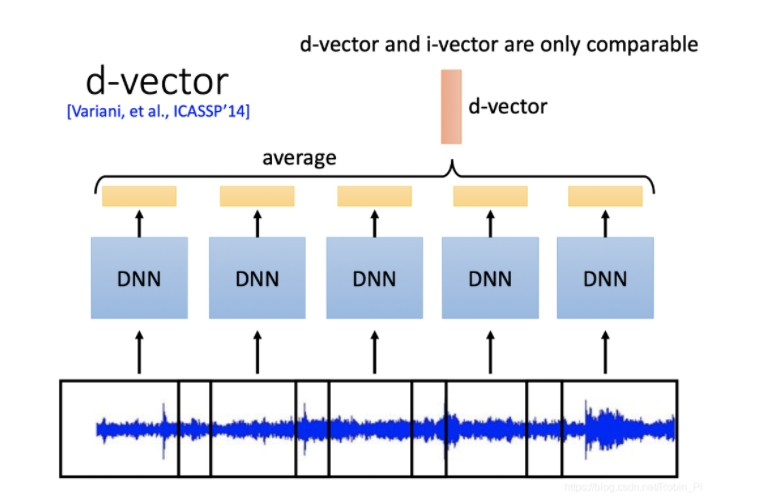 d-vector and i-vector are only comparable
d-vector
[Variani, et al., ICASSP'14]
d-vector
average
DNN
DNN
DNN
DNN
DNN
https://blog.csdn.net/Robin_Pi